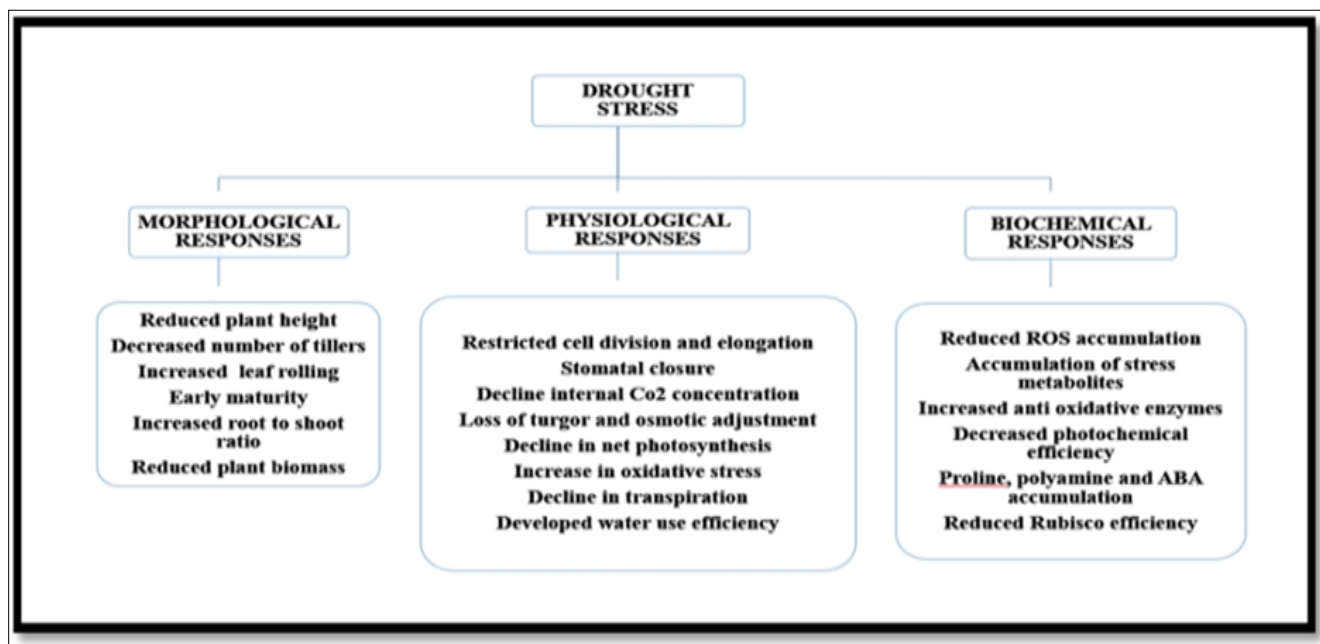 DROUGHT
STRESS
MORPHOLOGICAL
RESPONSES
Reduced plant height
Decreased number of tillers
Increased leaf rolling
Early maturity
Increased root to shoot
ratio
Reduced plant biomass
PHYSIOLOGICAL
RESPONSES
Restricted cell division and elongation
Stomatal closure
Decline internal Co2 concentration
Loss of turgor and osmotic adjustment
Decline in net photosynthesis
Increase in oxidative stress
Decline in transpiration
Developed water use efficiency
BIOCHEMICAL
RESPONSES
Reduced ROS accumulation
Accumulation of stress
metabolites
Increased anti oxidative enzymes
Decreased photochemical
efficiency
Proline, polyamine and ABA
accumulation
Reduced Rubisco efficiency